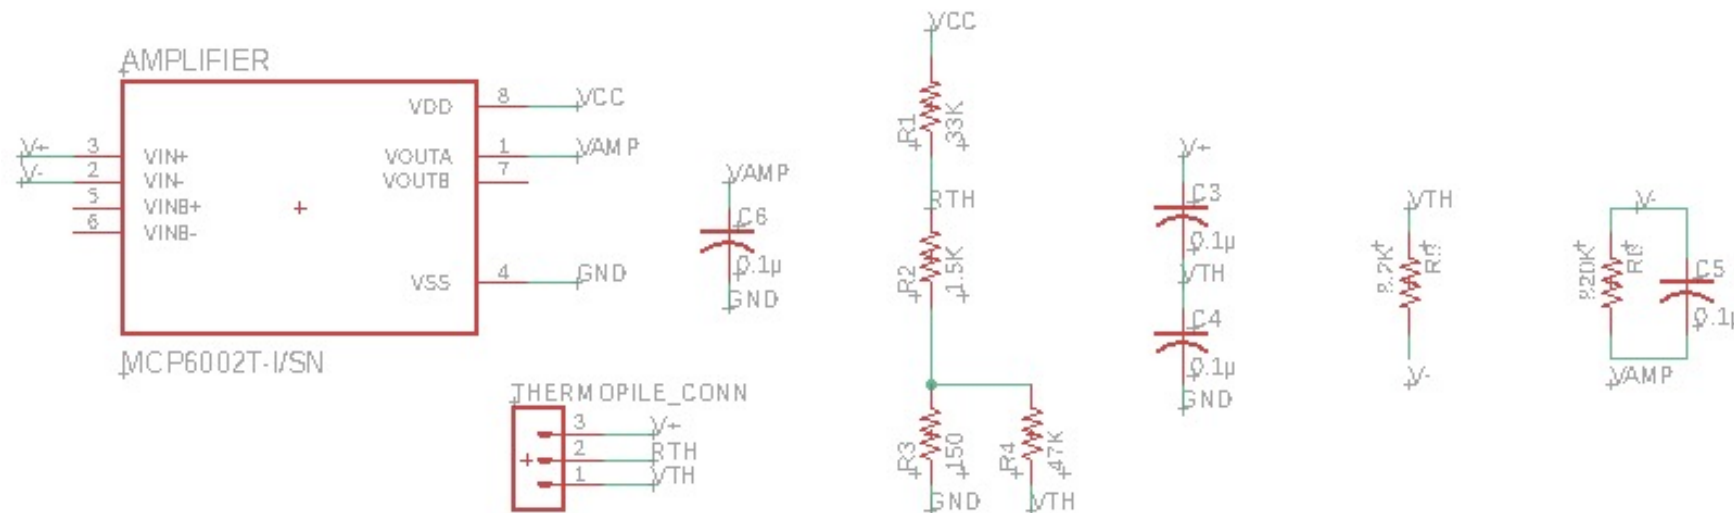 AMPLIFIER
VDD 8 VCC
V+ 3 VIN+ VOUTA 1 VAMP
V- 2 VIN- VOUTB 7
5 VINB+
6 VINB-
VSS 4 GND
MCP6002T-I/SN
THERMOPILE_CONN
3 V+
2 RTH
1 VTH
VAMP
C6
0.1µ
GND
VCC
R1 33K
RTH
R2 1.5K
R3 150
R4 47K
GND VTH
V+
C3
0.1µ
VTH
C4
0.1µ
GND
VTH
V-
V-
C5
0.1µ
VAMP